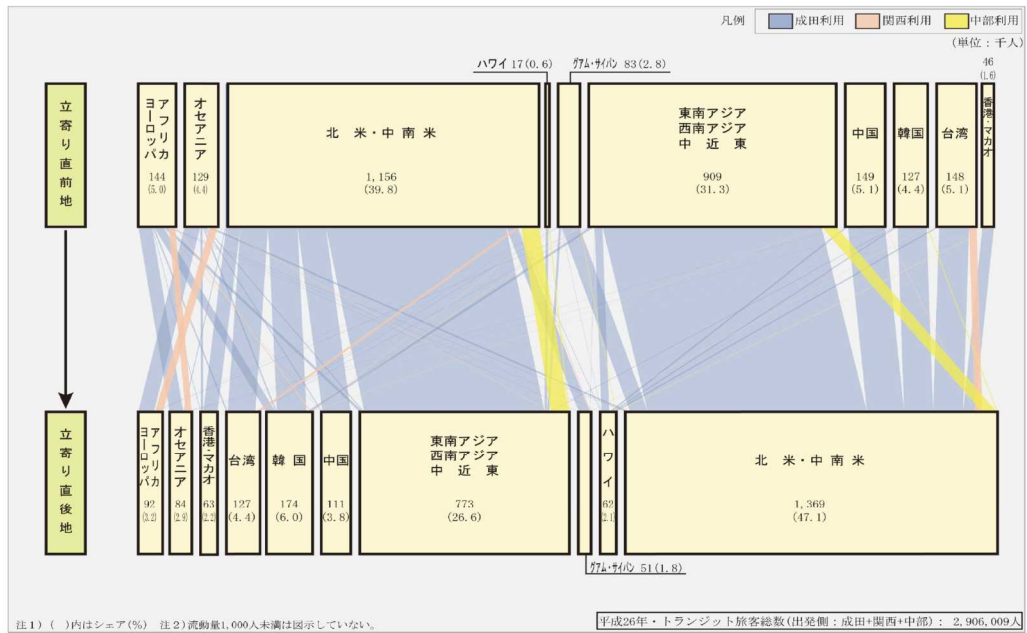 凡例 成田利用 関西利用 中部利用
(単位：千人)
立寄り直前地
アフリカ
ヨーロッパ
144
(5.0)
オセアニア
129
(4.4)
北 米・中 南 米
1,156
(39.8)
ハワイ 17(0.6)
グアム・サイパン 83(2.8)
東南アジア
西南アジア
中 近 東
909
(31.3)
中国
149
(5.1)
韓国
127
(4.4)
台湾
148
(5.1)
46
(1.6)
香港・マカオ
立寄り直後地
アフリカ
ヨーロッパ
92
(3.2)
オセアニア
84
(2.9)
香港・マカオ
63
(2.2)
台湾
127
(4.4)
韓 国
174
(6.0)
中国
111
(3.8)
東南アジア
西南アジア
中 近 東
773
(26.6)
グアム・サイパン 51(1.8)
ハワイ
62
(2.1)
北 米・中 南 米
1,369
(47.1)
注1) ( )内はシェア(%) 注2)流動量1,000人未満は図示していない。
平成26年・トランジット旅客総数(出発側：成田+関西+中部)： 2,906,009人